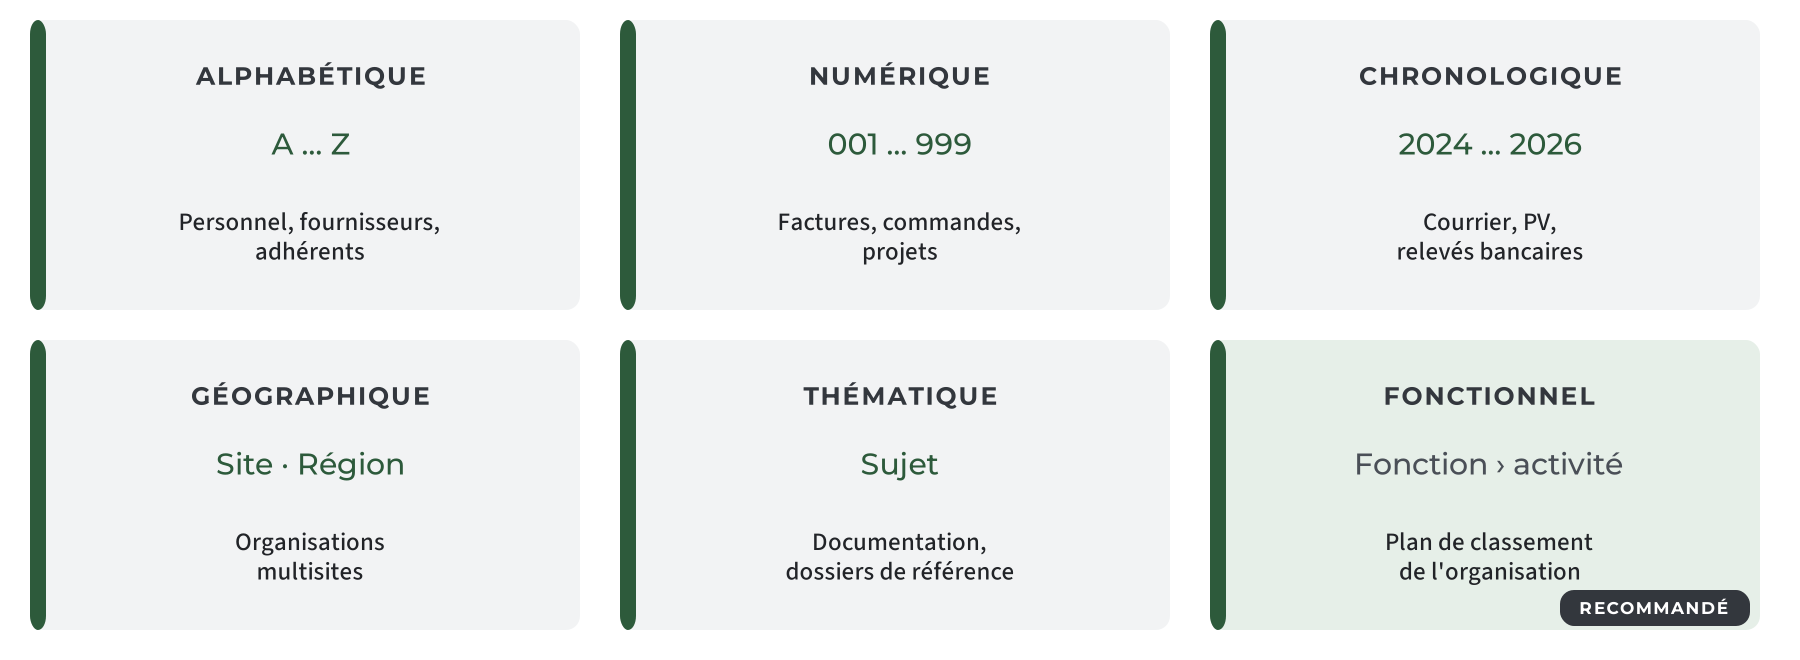 ALPHABÉTIQUE
A ... Z
Personnel, fournisseurs,
adhérents
NUMÉRIQUE
001 ... 999
Factures, commandes,
projets
CHRONOLOGIQUE
2024 ... 2026
Courrier, PV,
relevés bancaires
GÉOGRAPHIQUE
Site · Région
Organisations
multisites
THÉMATIQUE
Sujet
Documentation,
dossiers de référence
FONCTIONNEL
Fonction › activité
Plan de classement
de l'organisation
RECOMMANDÉ